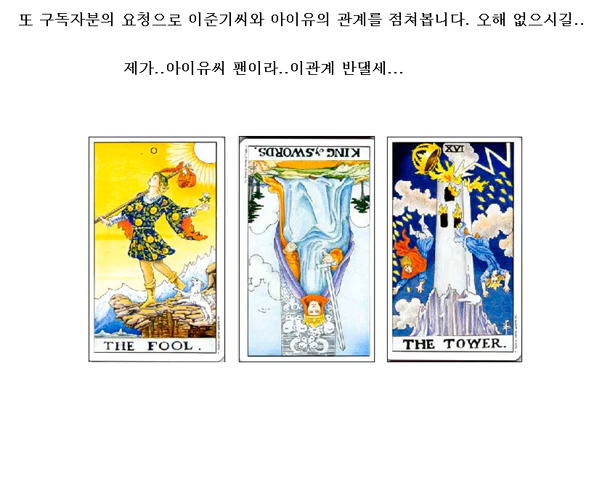 또 구독자분의 요청으로 이준기씨와 아이유의 관계를 점쳐봅니다. 오해 없으시길..
제가..아이유씨 팬이라..이관계 반댈세...
0
KING of SWORDS.
XVI
THE FOOL.
THE TOWER.